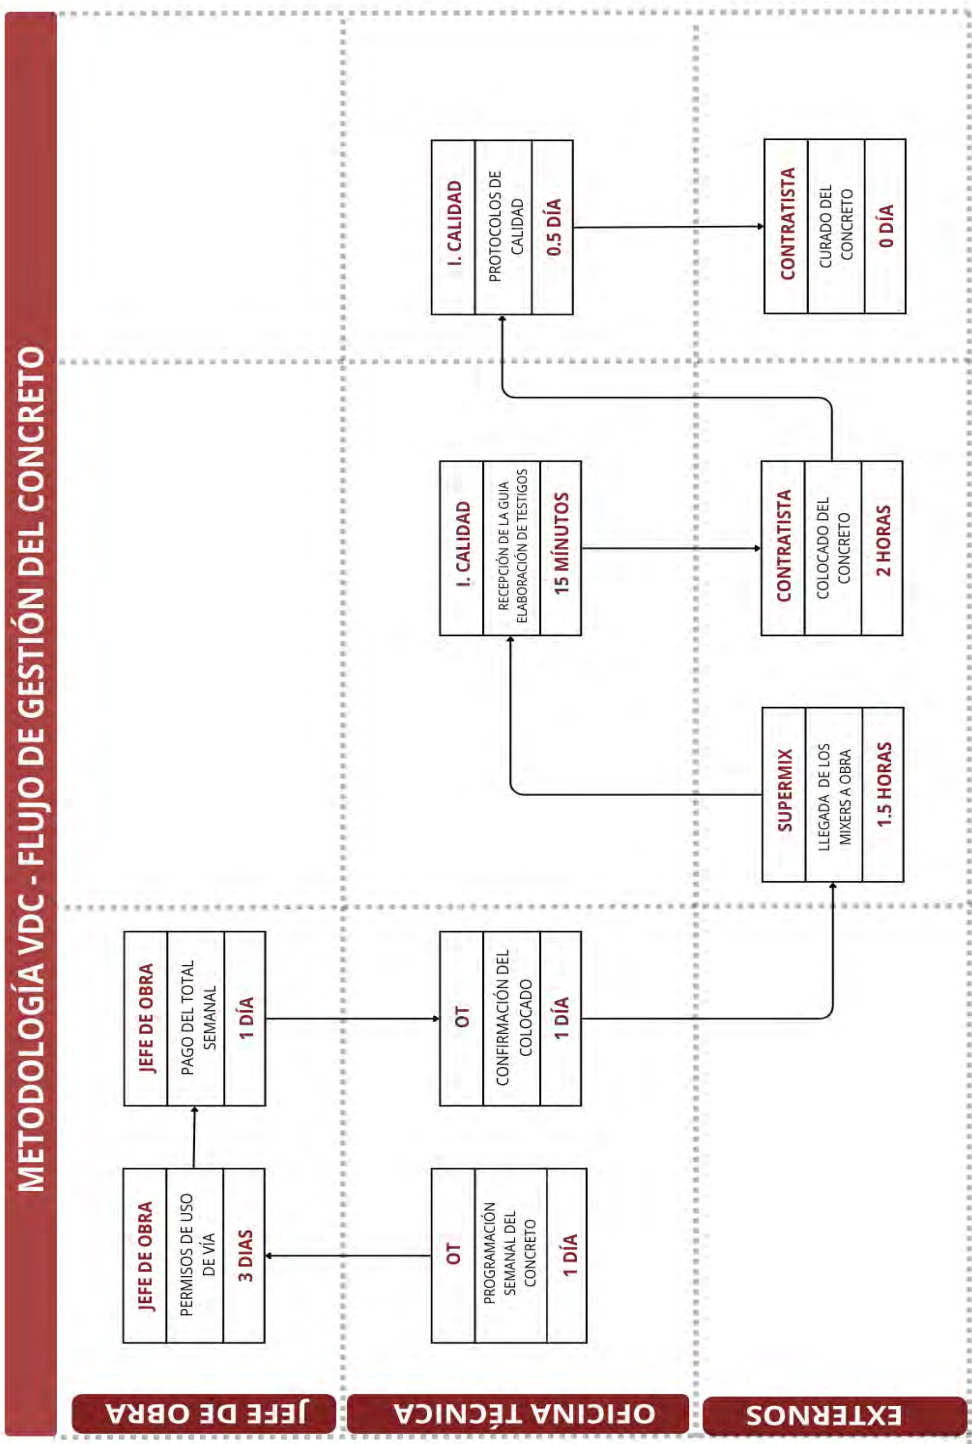 METODOLOGÍA VDC - FLUJO DE GESTIÓN DEL CONCRETO
JEFE DE OBRA
JEFE DE OBRA
PERMISOS DE USO
DE VÍA
3 DIAS
JEFE DE OBRA
PAGO DEL TOTAL
SEMANAL
1 DÍA
OFICINA TÉCNICA
OT
PROGRAMACIÓN
SEMANAL DEL
CONCRETO
1 DÍA
OT
CONFIRMACIÓN DEL
COLOCADO
1 DÍA
I. CALIDAD
RECEPCIÓN DE LA GUIA
ELABORACIÓN DE TESTIGOS
15 MÍNUTOS
I. CALIDAD
PROTOCOLOS DE
CALIDAD
0.5 DÍA
EXTERNOS
SUPERMIX
LLEGADA DE LOS
MIXERS A OBRA
1.5 HORAS
CONTRATISTA
COLOCADO DEL
CONCRETO
2 HORAS
CONTRATISTA
CURADO DEL
CONCRETO
0 DÍA